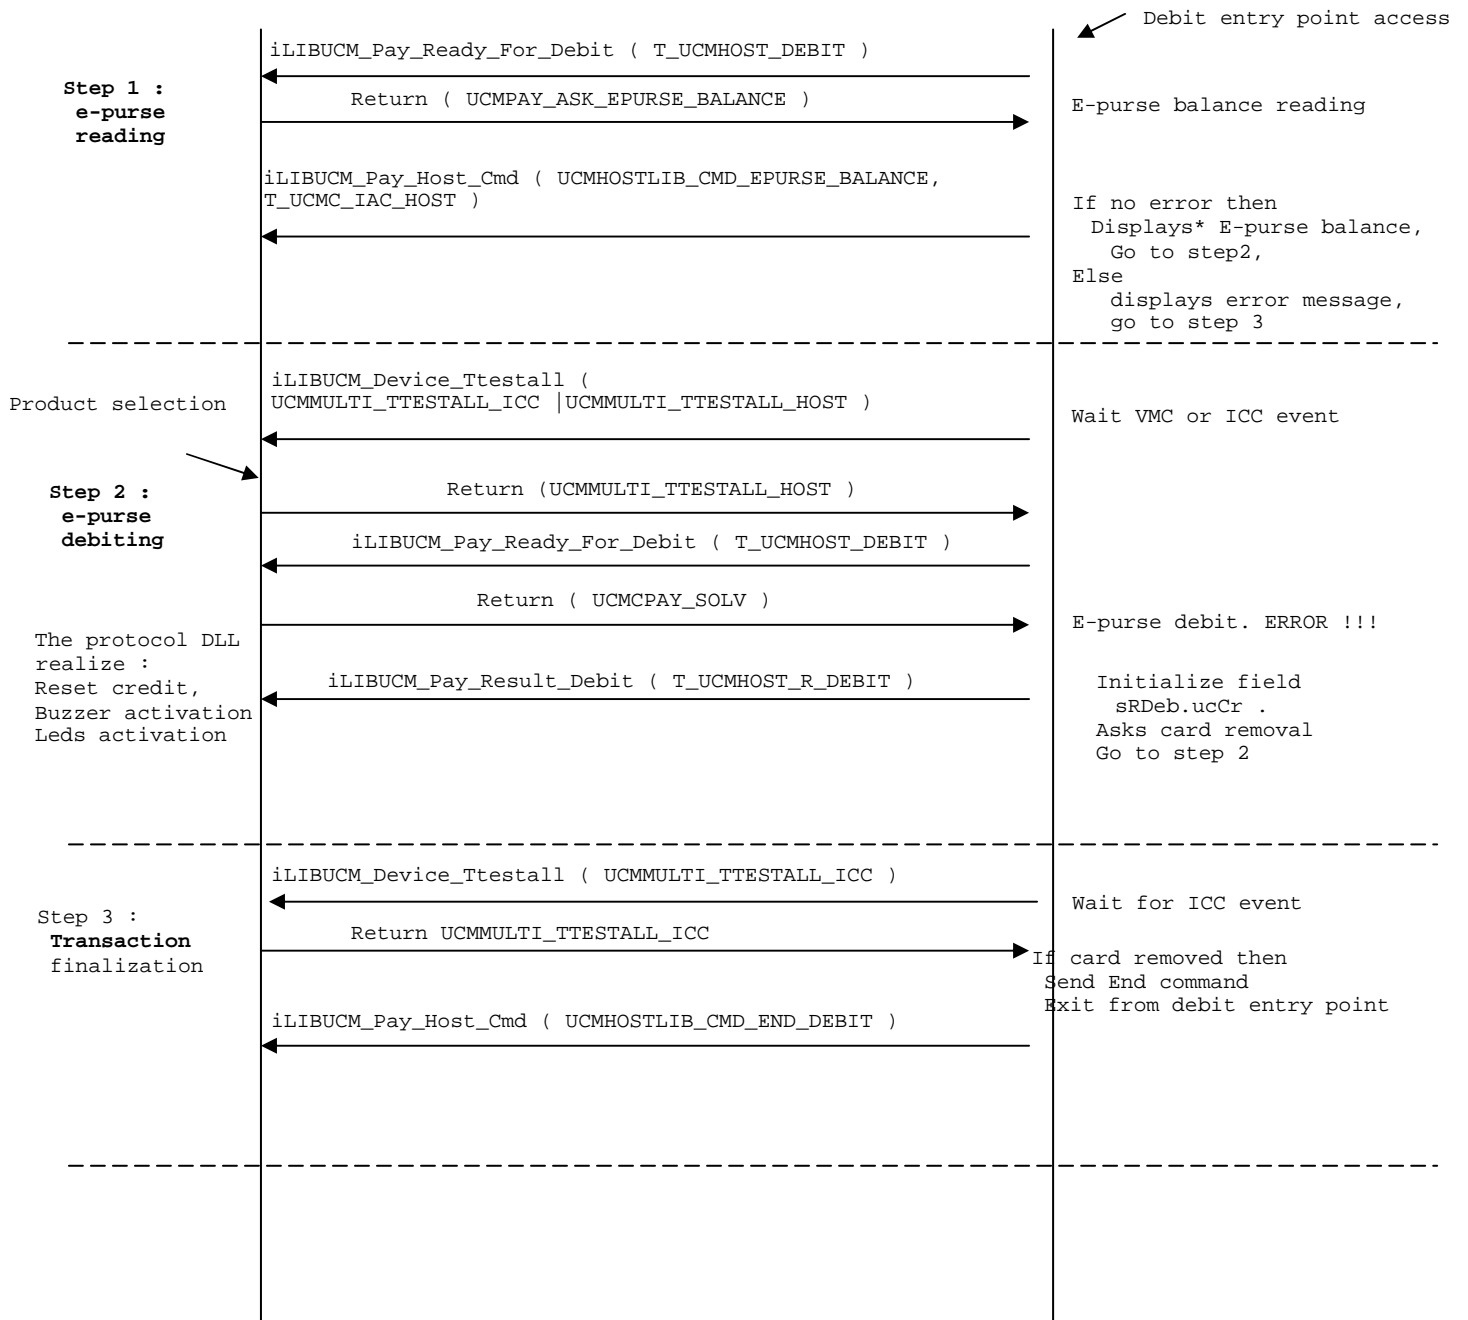 Debit entry point access
iLIBUCM_Pay_Ready_For_Debit ( T_UCMHOST_DEBIT )
Step 1 :
e-purse
reading
Return ( UCMPAY_ASK_EPURSE_BALANCE )
E-purse balance reading
iLIBUCM_Pay_Host_Cmd ( UCMHOSTLIB_CMD_EPURSE_BALANCE,
T_UCMC_IAC_HOST )
If no error then
Displays* E-purse balance,
Go to step2,
Else
displays error message,
go to step 3
iLIBUCM_Device_Ttestall (
UCMMULTI_TTESTALL_ICC |UCMMULTI_TTESTALL_HOST )
Product selection
Wait VMC or ICC event
Step 2 :
e-purse
debiting
Return (UCMMULTI_TTESTALL_HOST )
iLIBUCM_Pay_Ready_For_Debit ( T_UCMHOST_DEBIT )
Return ( UCMCPAY_SOLV )
E-purse debit. ERROR !!!
The protocol DLL
realize :
Reset credit,
Buzzer activation
Leds activation
iLIBUCM_Pay_Result_Debit ( T_UCMHOST_R_DEBIT )
Initialize field
sRDeb.ucCr .
Asks card removal
Go to step 2
iLIBUCM_Device_Ttestall ( UCMMULTI_TTESTALL_ICC )
Wait for ICC event
Step 3 :
Transaction
finalization
Return UCMMULTI_TTESTALL_ICC
If card removed then
Send End command
Exit from debit entry point
iLIBUCM_Pay_Host_Cmd ( UCMHOSTLIB_CMD_END_DEBIT )